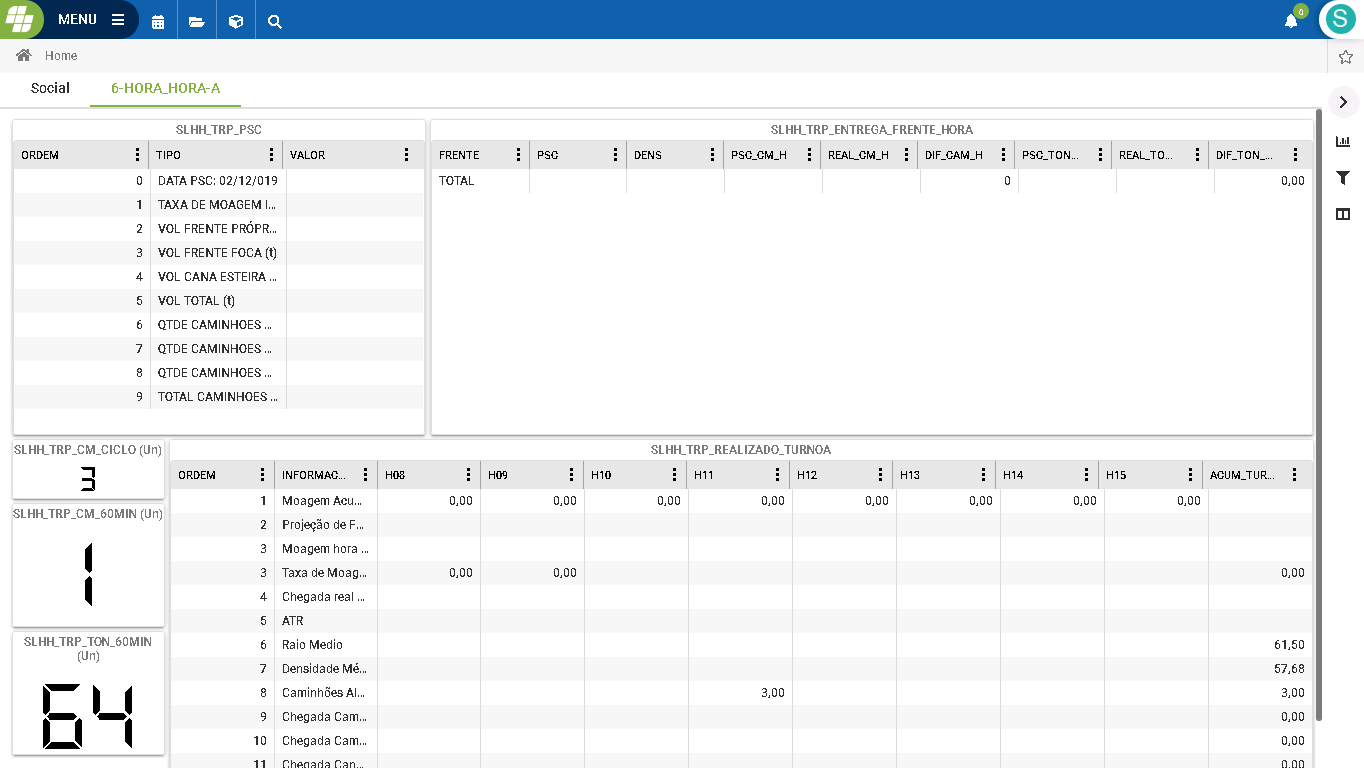 MENU
0
S
Home
Social
6-HORA_HORA-A
SLHH_TRP_PSC
ORDEM TIPO VALOR
0 DATA PSC: 02/12/019
1 TAXA DE MOAGEM I...
2 VOL FRENTE PRÓPR...
3 VOL FRENTE FOCA (t)
4 VOL CANA ESTEIRA ...
5 VOL TOTAL (t)
6 QTDE CAMINHOES ...
7 QTDE CAMINHOES ...
8 QTDE CAMINHOES ...
9 TOTAL CAMINHOES ...
SLHH_TRP_ENTREGA_FRENTE_HORA
FRENTE PSC DENS PSC_CM_H REAL_CM_H DIF_CAM_H PSC_TON... REAL_TO... DIF_TON_...
TOTAL 0 0,00
SLHH_TRP_CM_CICLO (Un)
3
SLHH_TRP_CM_60MIN (Un)
1
SLHH_TRP_TON_60MIN
(Un)
64
SLHH_TRP_REALIZADO_TURNOA
ORDEM INFORMAC... H08 H09 H10 H11 H12 H13 H14 H15 ACUM_TUR...
1 Moagem Acu... 0,00 0,00 0,00 0,00 0,00 0,00 0,00 0,00
2 Projeção de F...
3 Moagem hora ...
3 Taxa de Moag... 0,00 0,00 0,00
4 Chegada real ...
5 ATR
6 Raio Medio 61,50
7 Densidade Mé... 57,68
8 Caminhões Al... 3,00 3,00
9 Chegada Cam... 0,00
10 Chegada Cam... 0,00
11 Chegada Can... 0,00